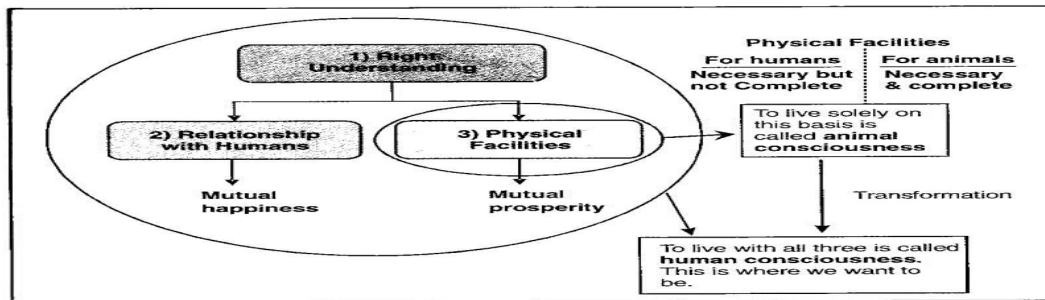 1) Right
Understanding
2) Relationship
with Humans
3) Physical
Facilities
Mutual
happiness
Mutual
prosperity
Physical Facilities
For humans
Necessary but
not Complete
For animals
Necessary
& complete
To live solely on
this basis is
called animal
consciousness
Transformation
To live with all three is called
human consciousness.
This is where we want to
be.